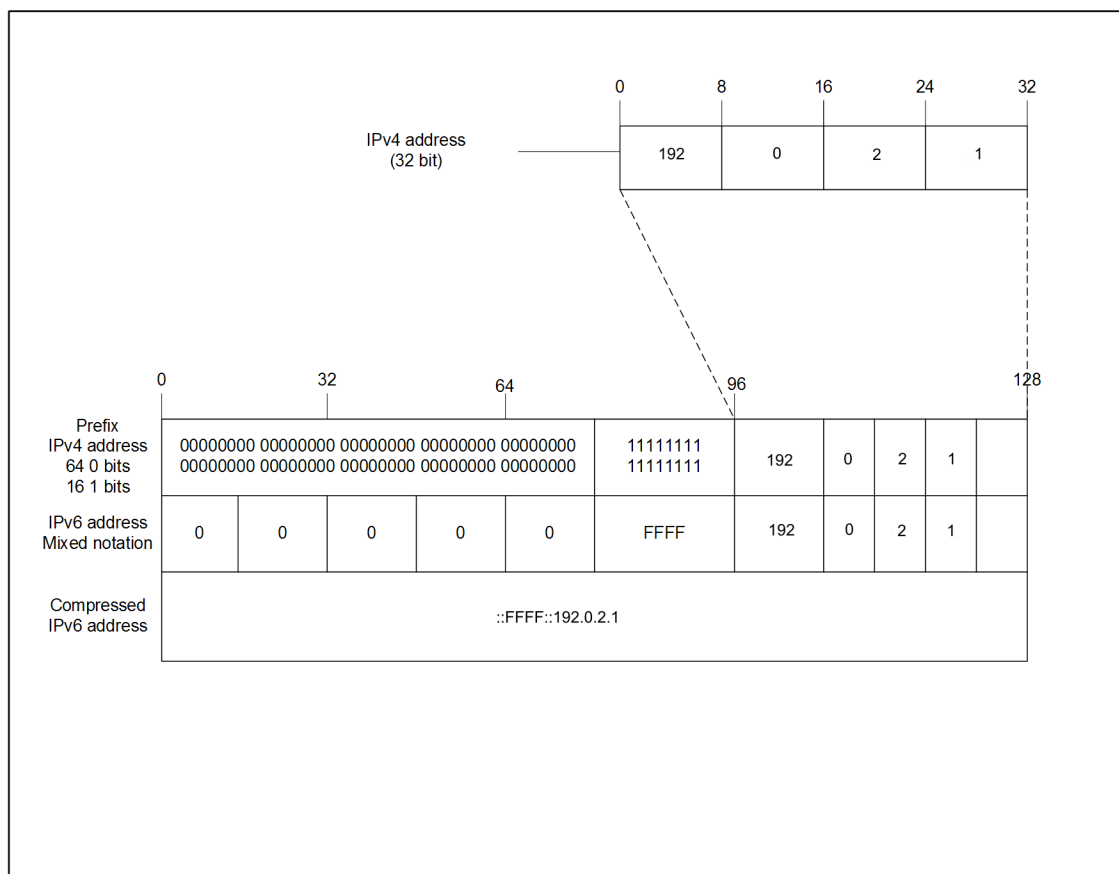 0 8 16 24 32
IPv4 address
(32 bit)
192 0 2 1
0 32 64 96 128
Prefix
IPv4 address
64 0 bits
16 1 bits
00000000 00000000 00000000 00000000 00000000
00000000 00000000 00000000 00000000 00000000
11111111
11111111
192 0 2 1
IPv6 address
Mixed notation
0 0 0 0 0 FFFF 192 0 2 1
Compressed
IPv6 address
::FFFF::192.0.2.1